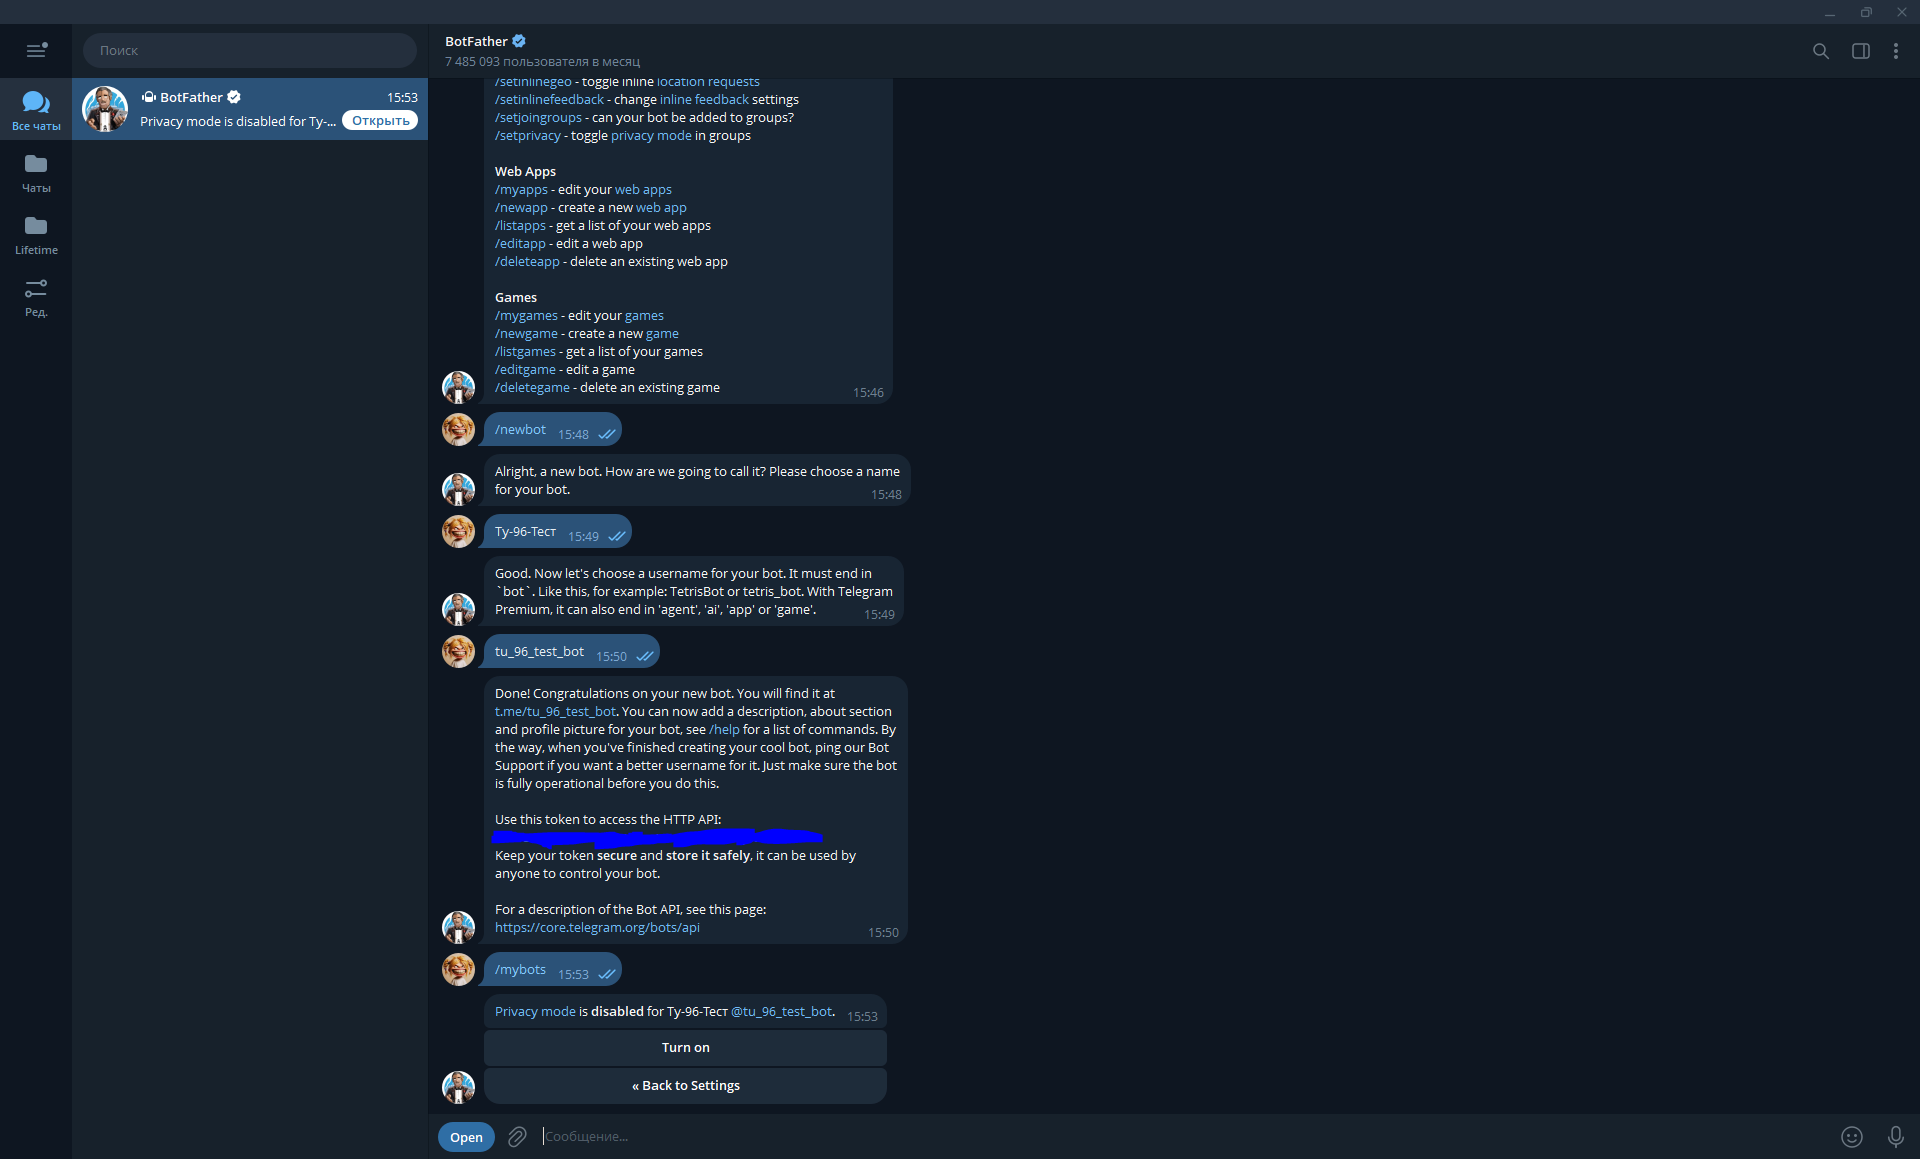 Поиск
BotFather
15:53
Privacy mode is disabled for Ту-...
Открыть
Все чаты
Чаты
Lifetime
Ред.
BotFather
7 485 093 пользователя в месяц
/setinlinegeo - toggle inline location requests
/setinlinefeedback - change inline feedback settings
/setjoingroups - can your bot be added to groups?
/setprivacy - toggle privacy mode in groups
Web Apps
/myapps - edit your web apps
/newapp - create a new web app
/listapps - get a list of your web apps
/editapp - edit a web app
/deleteapp - delete an existing web app
Games
/mygames - edit your games
/newgame - create a new game
/listgames - get a list of your games
/editgame - edit a game
/deletegame - delete an existing game
15:46
/newbot 15:48
Alright, a new bot. How are we going to call it? Please choose a name
for your bot.
15:48
Ту-96-Тест 15:49
Good. Now let's choose a username for your bot. It must end in
`bot`. Like this, for example: TetrisBot or tetris_bot. With Telegram
Premium, it can also end in 'agent', 'ai', 'app' or 'game'.
15:49
tu_96_test_bot 15:50
Done! Congratulations on your new bot. You will find it at
t.me/tu_96_test_bot. You can now add a description, about section
and profile picture for your bot, see /help for a list of commands. By
the way, when you've finished creating your cool bot, ping our Bot
Support if you want a better username for it. Just make sure the bot
is fully operational before you do this.
Use this token to access the HTTP API:
Keep your token secure and store it safely, it can be used by
anyone to control your bot.
For a description of the Bot API, see this page:
https://core.telegram.org/bots/api
15:50
/mybots 15:53
Privacy mode is disabled for Ту-96-Тест @tu_96_test_bot. 15:53
Turn on
« Back to Settings
Open
Сообщение...